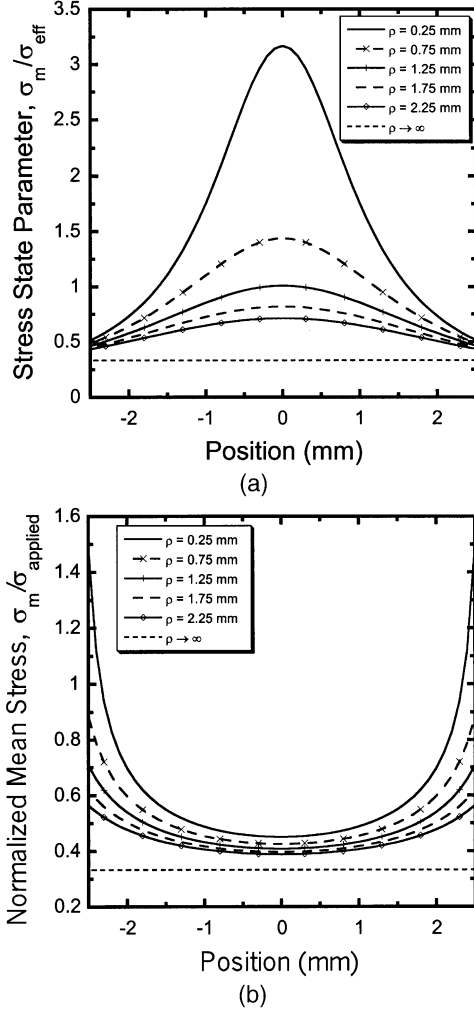 3.5
3
2.5
2
1.5
1
0.5
0
Stress State Parameter, σm/σeff
ρ = 0.25 mm
ρ = 0.75 mm
ρ = 1.25 mm
ρ = 1.75 mm
ρ = 2.25 mm
ρ → ∞
-2 -1 0 1 2
Position (mm)
(a)
1.6
1.4
1.2
1
0.8
0.6
0.4
0.2
Normalized Mean Stress, σm/σapplied
ρ = 0.25 mm
ρ = 0.75 mm
ρ = 1.25 mm
ρ = 1.75 mm
ρ = 2.25 mm
ρ → ∞
-2 -1 0 1 2
Position (mm)
(b)